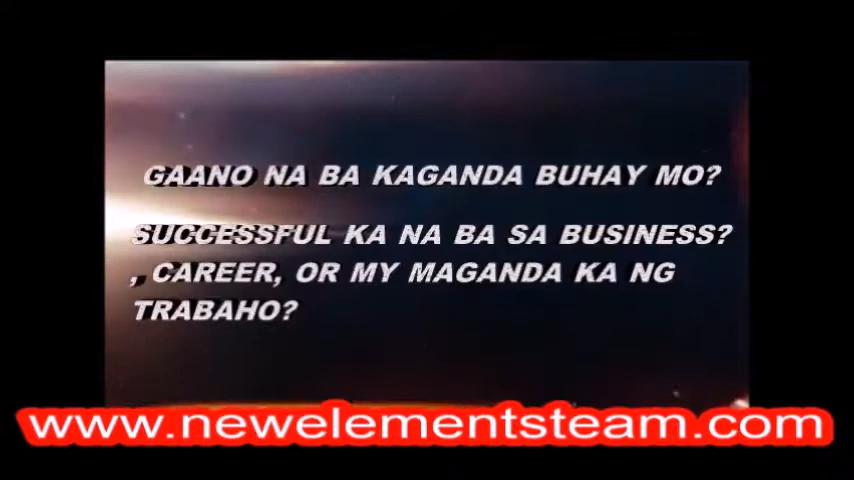 GAANO NA BA KAGANDA BUHAY MO?
SUCCESSFUL KA NA BA SA BUSINESS?
, CAREER, OR MY MAGANDA KA NG
TRABAHO?
www.newelementsteam.com